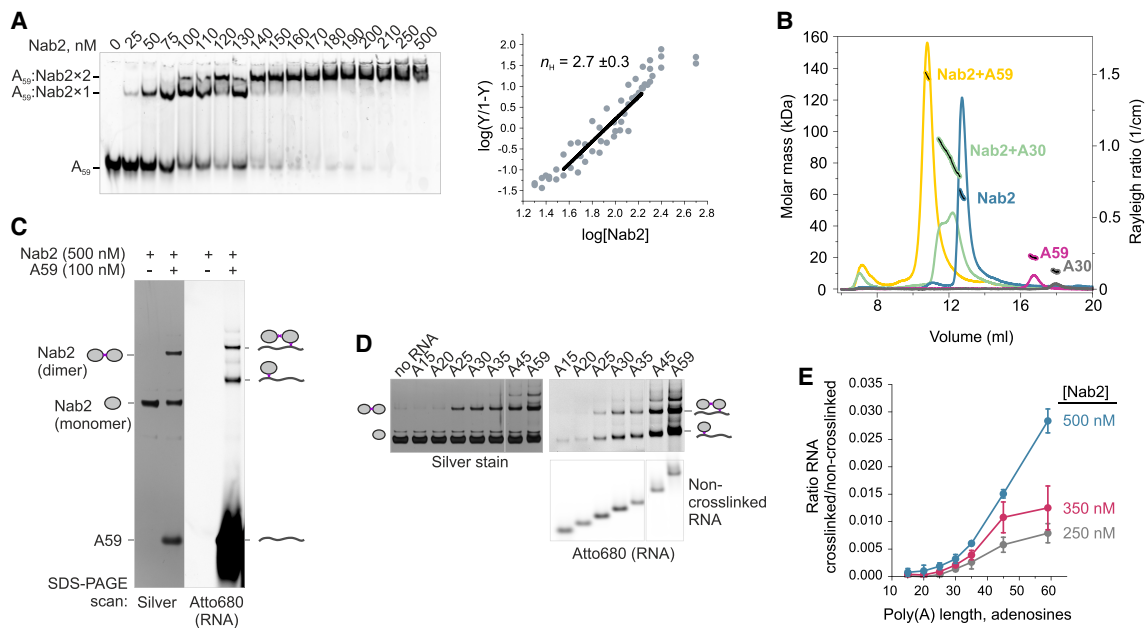 A
Nab2, nM
0 25 50 75 100 110 120 130 140 150 160 170 180 190 200 210 250 500
A59:Nab2×2
A59:Nab2×1
A59
nH = 2.7 ±0.3
log(Y/1-Y)
2.0
1.5
1.0
0.5
0.0
-0.5
-1.0
-1.5
1.2 1.4 1.6 1.8 2.0 2.2 2.4 2.6 2.8
log[Nab2]
B
Molar mass (kDa)
160
140
120
100
80
60
40
20
0
Nab2+A59
Nab2+A30
Nab2
A59
A30
1.5
1.0
0.5
0
Rayleigh ratio (1/cm)
8 12 16 20
Volume (ml)
C
Nab2 (500 nM) + + + +
A59 (100 nM) - + - +
Nab2
(dimer)
Nab2
(monomer)
A59
SDS-PAGE
scan:
Silver
Atto680
(RNA)
D
no RNA A15 A20 A25 A30 A35 A45 A59
A15 A20 A25 A30 A35 A45 A59
Silver stain
Non-
crosslinked
RNA
Atto680 (RNA)
E
Ratio RNA
crosslinked/non-crosslinked
0.035
0.030
0.025
0.020
0.015
0.010
0.005
0.000
[Nab2]
500 nM
350 nM
250 nM
10 20 30 40 50 60
Poly(A) length, adenosines